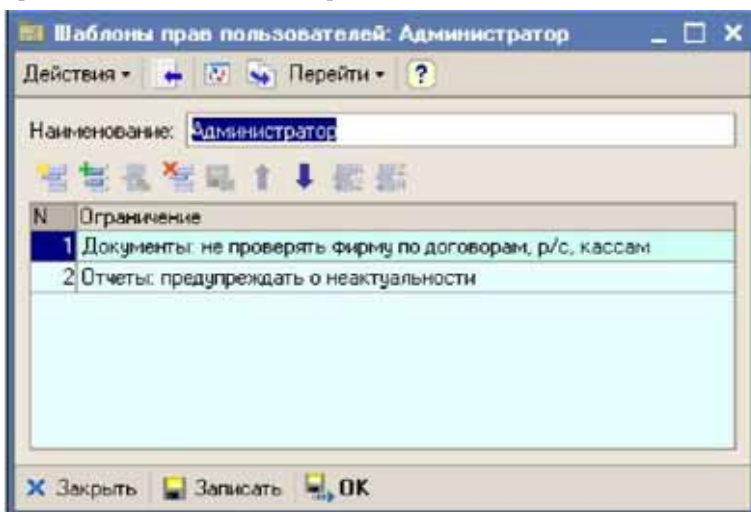 Шаблоны прав пользователей: Администратор
Действия Перейти ?
Наименование: Администратор
N Ограничение
1 Документы: не проверять фирму по договорам, р/с, кассам
2 Отчеты: предупреждать о неактуальности
Закрыть Записать OK